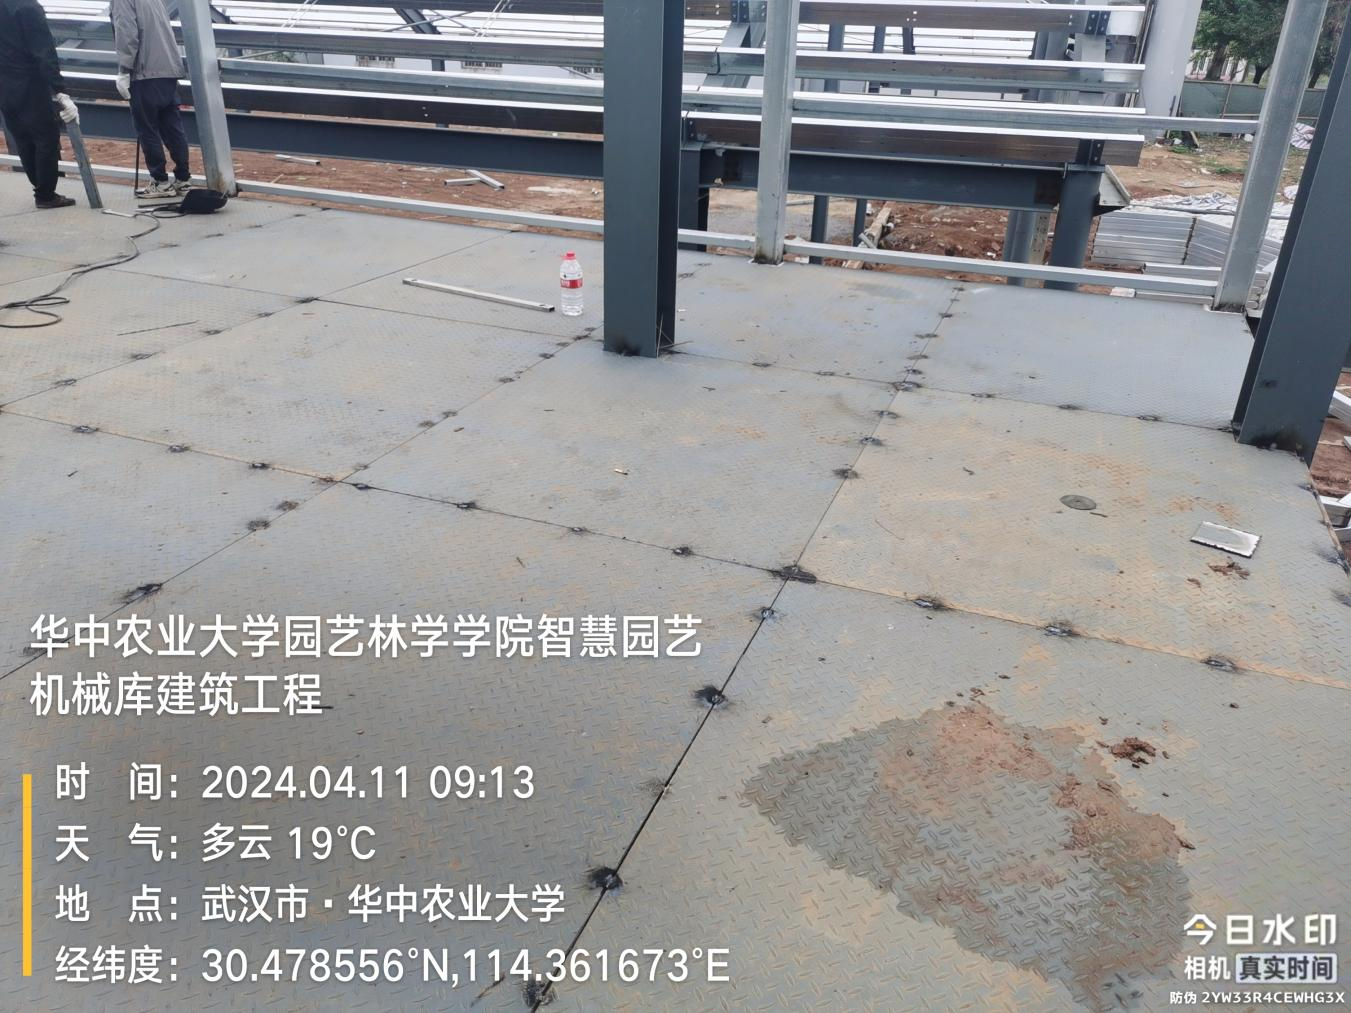 华中农业大学园艺林学学院智慧园艺
机械库建筑工程
时 间：2024.04.11 09:13
天 气：多云 19°C
地 点：武汉市·华中农业大学
经纬度：30.478556°N,114.361673°E
今日水印
相机 真实时间
防伪 2YW33R4CEWHG3X